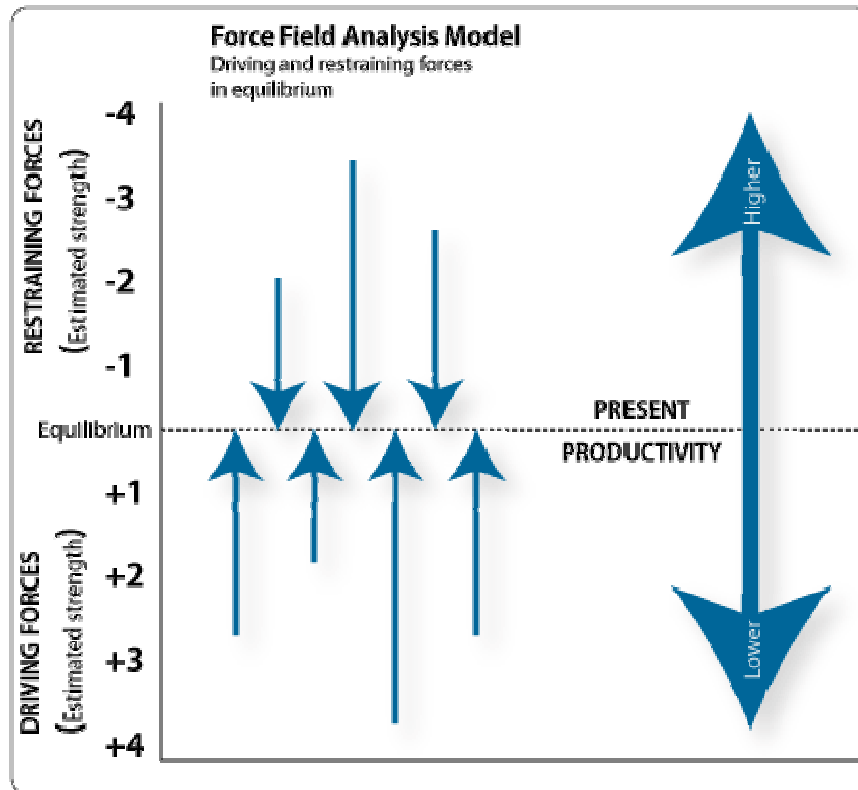 Force Field Analysis Model
Driving and restraining forces
in equilibrium
RESTRAINING FORCES
(Estimated strength)
-4
-3
-2
-1
Equilibrium
PRESENT
PRODUCTIVITY
+1
+2
+3
+4
DRIVING FORCES
(Estimated strength)
Higher
Lower